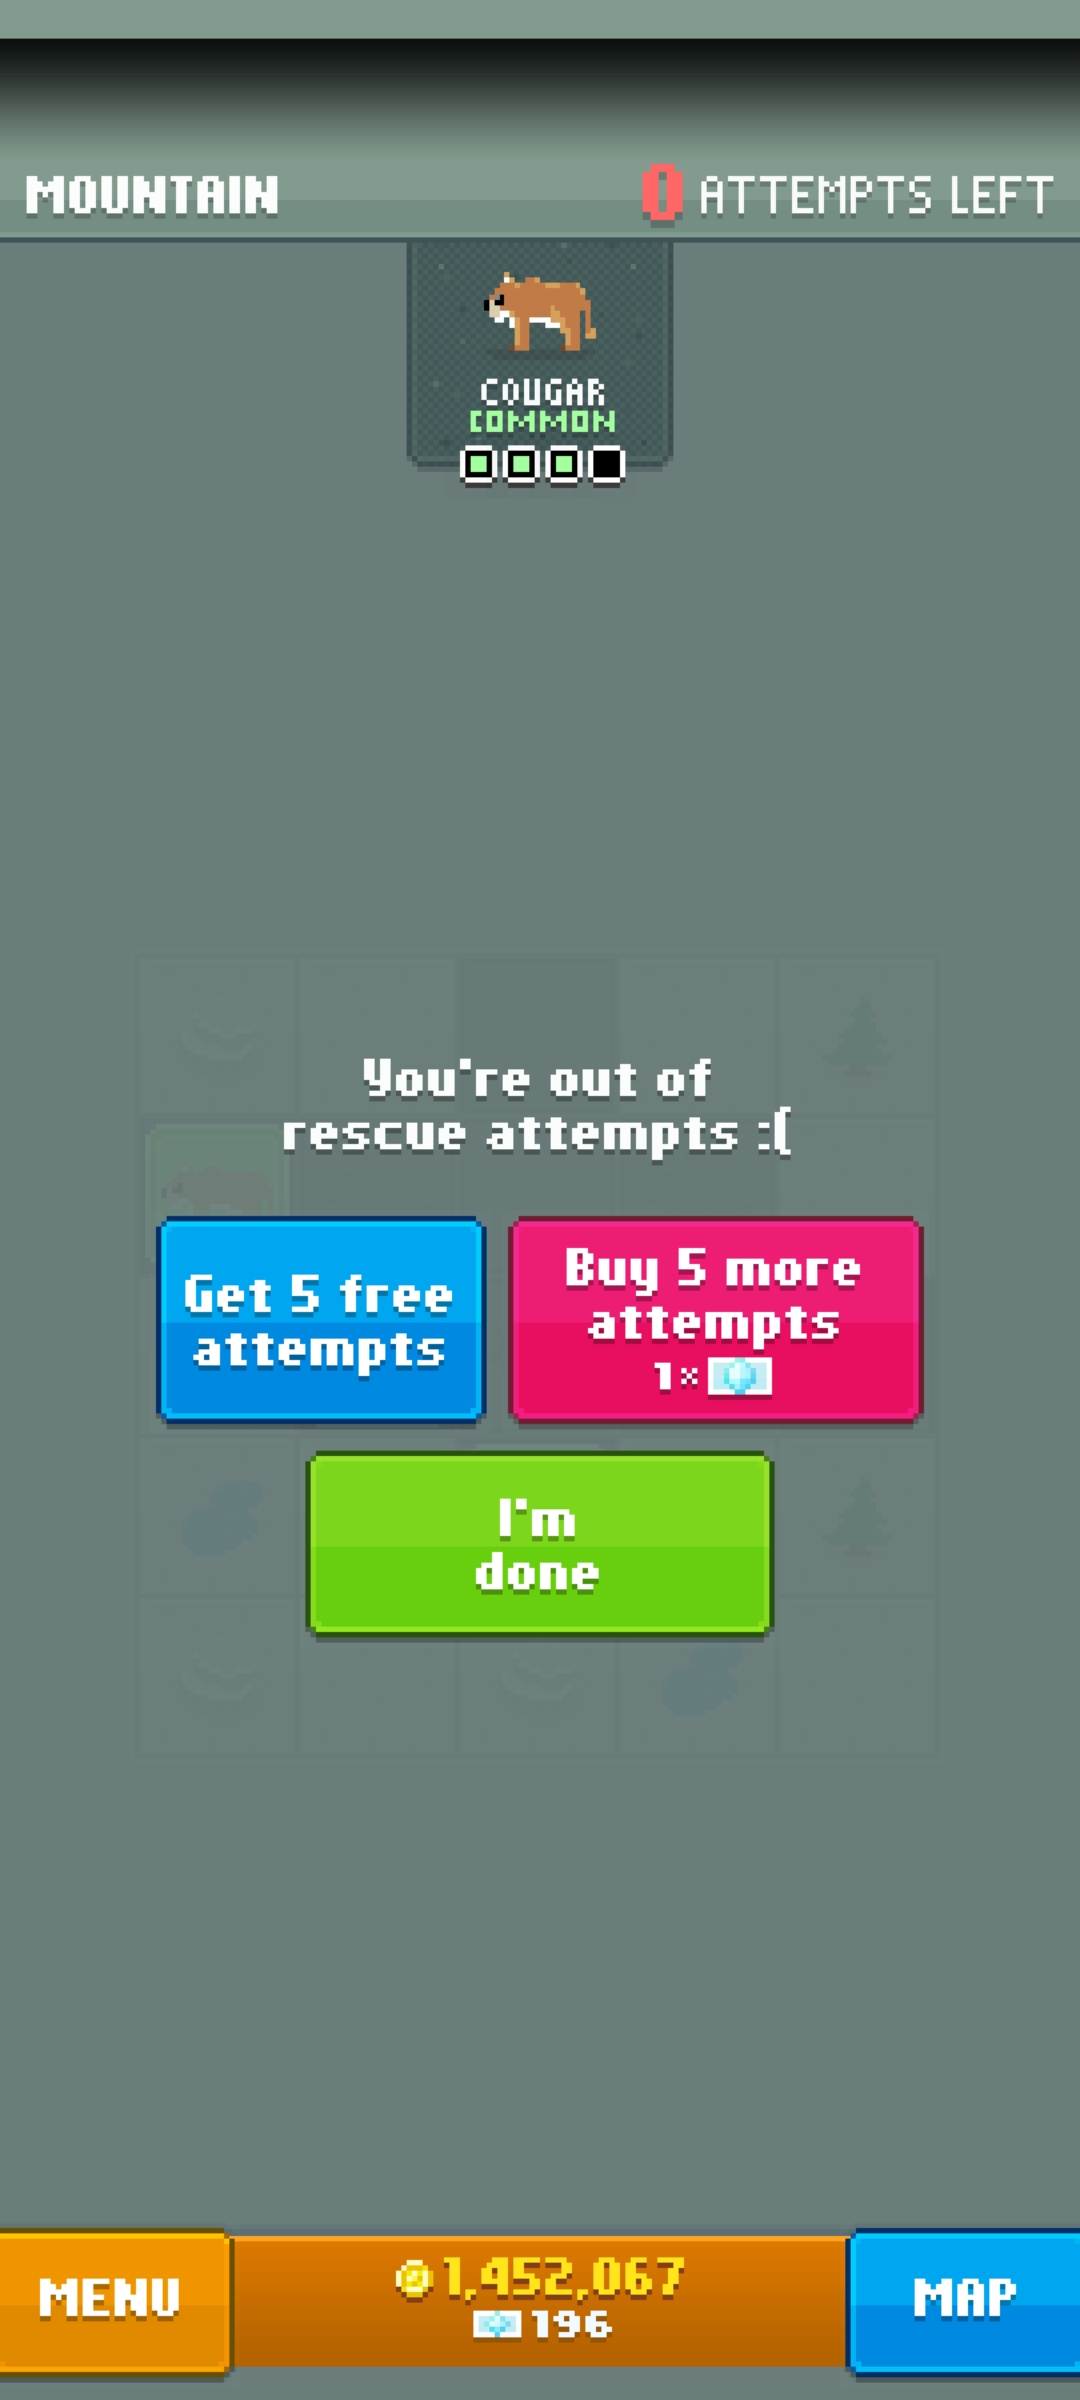 MOUNTAIN
0 ATTEMPTS LEFT
COUGAR
COMMON
You're out of
rescue attempts :(
Get 5 free
attempts
Buy 5 more
attempts
1×
I'm
done
MENU
1,452,067
196
MAP